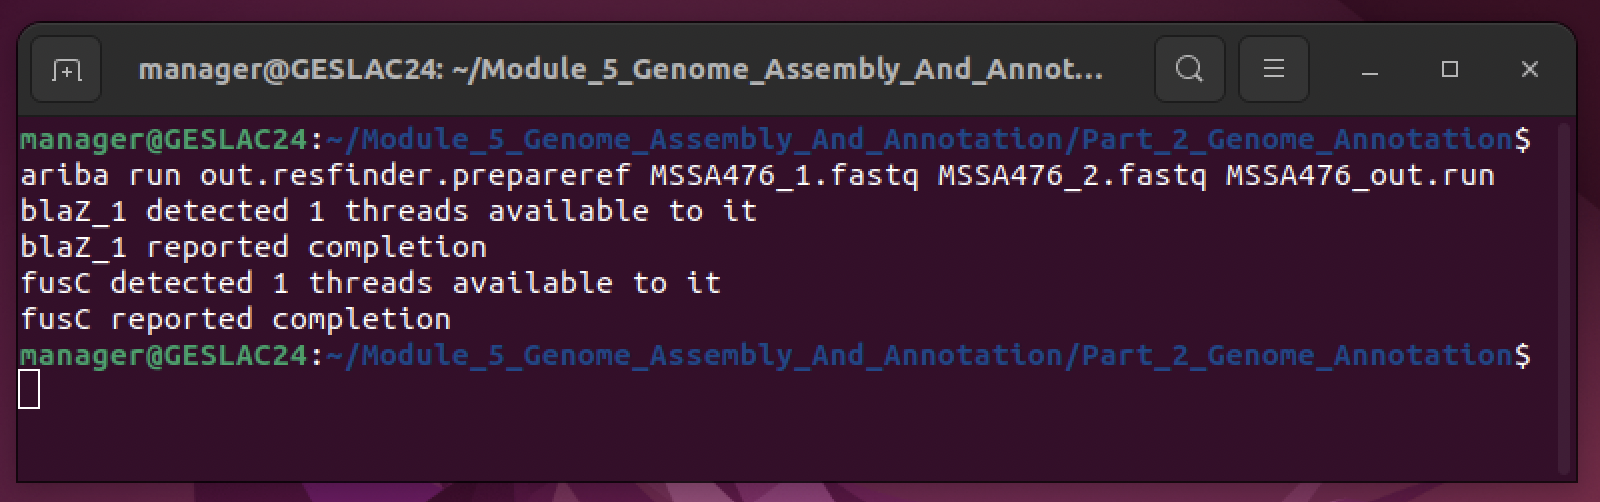 manager@GESLAC24: ~/Module_5_Genome_Assembly_And_Annot...
manager@GESLAC24:~/Module_5_Genome_Assembly_And_Annotation/Part_2_Genome_Annotation$
ariba run out.resfinder.prepareref MSSA476_1.fastq MSSA476_2.fastq MSSA476_out.run
blaZ_1 detected 1 threads available to it
blaZ_1 reported completion
fusC detected 1 threads available to it
fusC reported completion
manager@GESLAC24:~/Module_5_Genome_Assembly_And_Annotation/Part_2_Genome_Annotation$